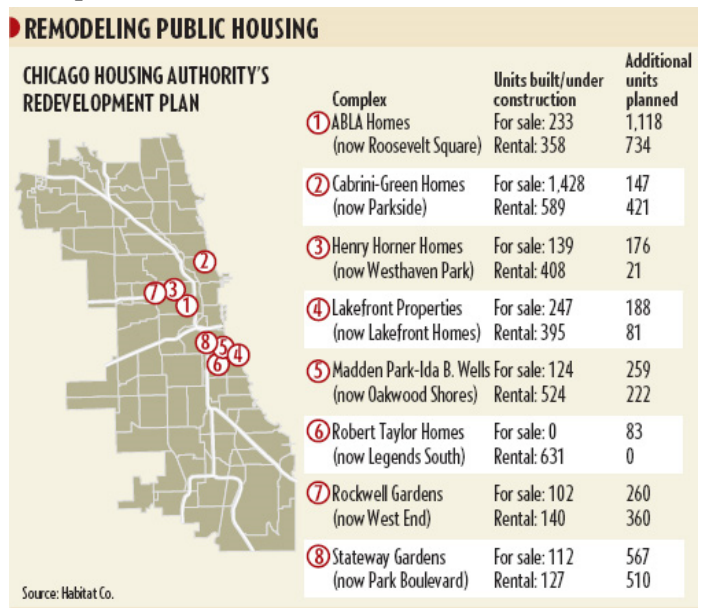 REMODELING PUBLIC HOUSING
CHICAGO HOUSING AUTHORITY'S
REDEVELOPMENT PLAN
Complex
Units built/under
construction
Additional
units
planned
1 ABLA Homes For sale: 233 1,118
(now Roosevelt Square) Rental: 358 734
2 Cabrini-Green Homes For sale: 1,428 147
(now Parkside) Rental: 589 421
3 Henry Horner Homes For sale: 139 176
(now Westhaven Park) Rental: 408 21
4 Lakefront Properties For sale: 247 188
(now Lakefront Homes) Rental: 395 81
5 Madden Park-Ida B. Wells For sale: 124 259
(now Oakwood Shores) Rental: 524 222
6 Robert Taylor Homes For sale: 0 83
(now Legends South) Rental: 631 0
7 Rockwell Gardens For sale: 102 260
(now West End) Rental: 140 360
8 Stateway Gardens For sale: 112 567
(now Park Boulevard) Rental: 127 510
2
7 3
1
8 5 4
6
Source: Habitat Co.